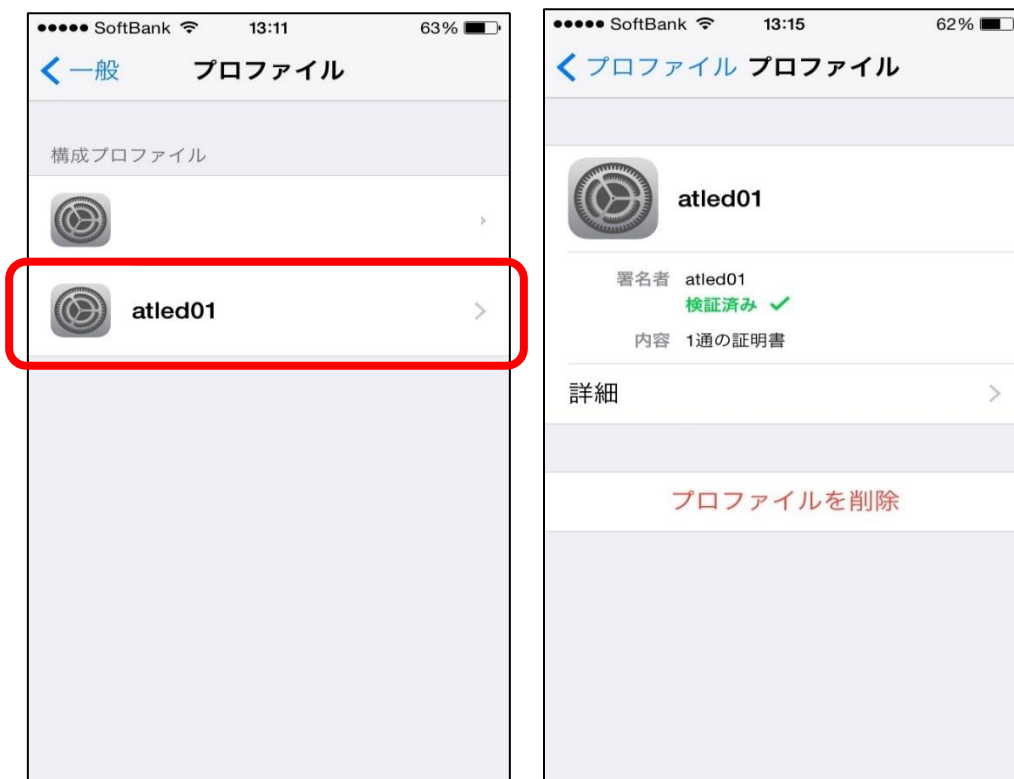 SoftBank 13:11 63%
一般 プロファイル
構成プロファイル
atled01
SoftBank 13:15 62%
プロファイル プロファイル
atled01
署名者 atled01
検証済み
内容 1通の証明書
詳細
プロファイルを削除